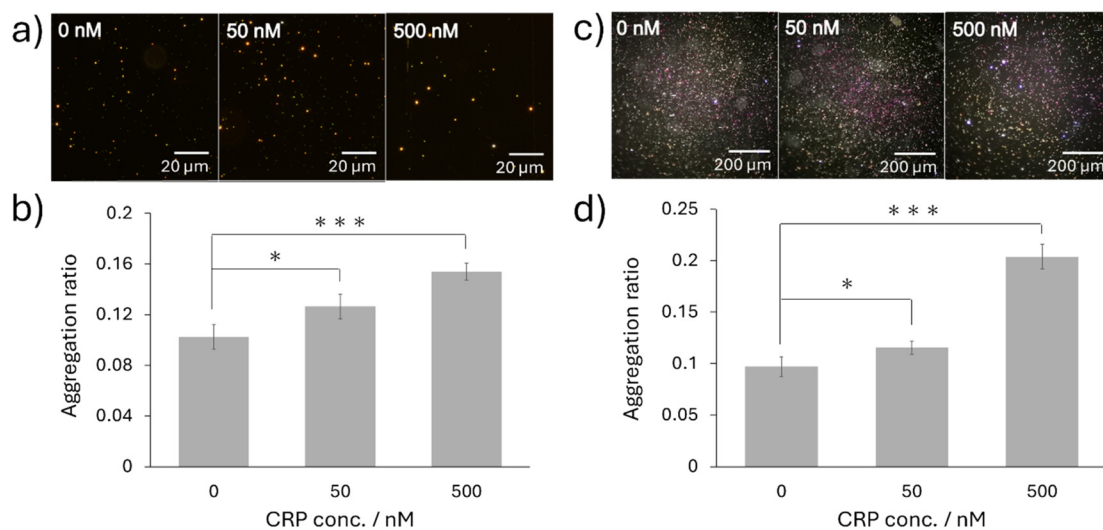 a)
0 nM
50 nM
500 nM
20 µm
20 µm
20 µm
c)
0 nM
50 nM
500 nM
200 µm
200 µm
200 µm
b)
Aggregation ratio
0.2
0.16
0.12
0.08
0.04
0
* * *
*
0
50
500
CRP conc. / nM
d)
Aggregation ratio
0.25
0.2
0.15
0.1
0.05
0
* * *
*
0
50
500
CRP conc. / nM